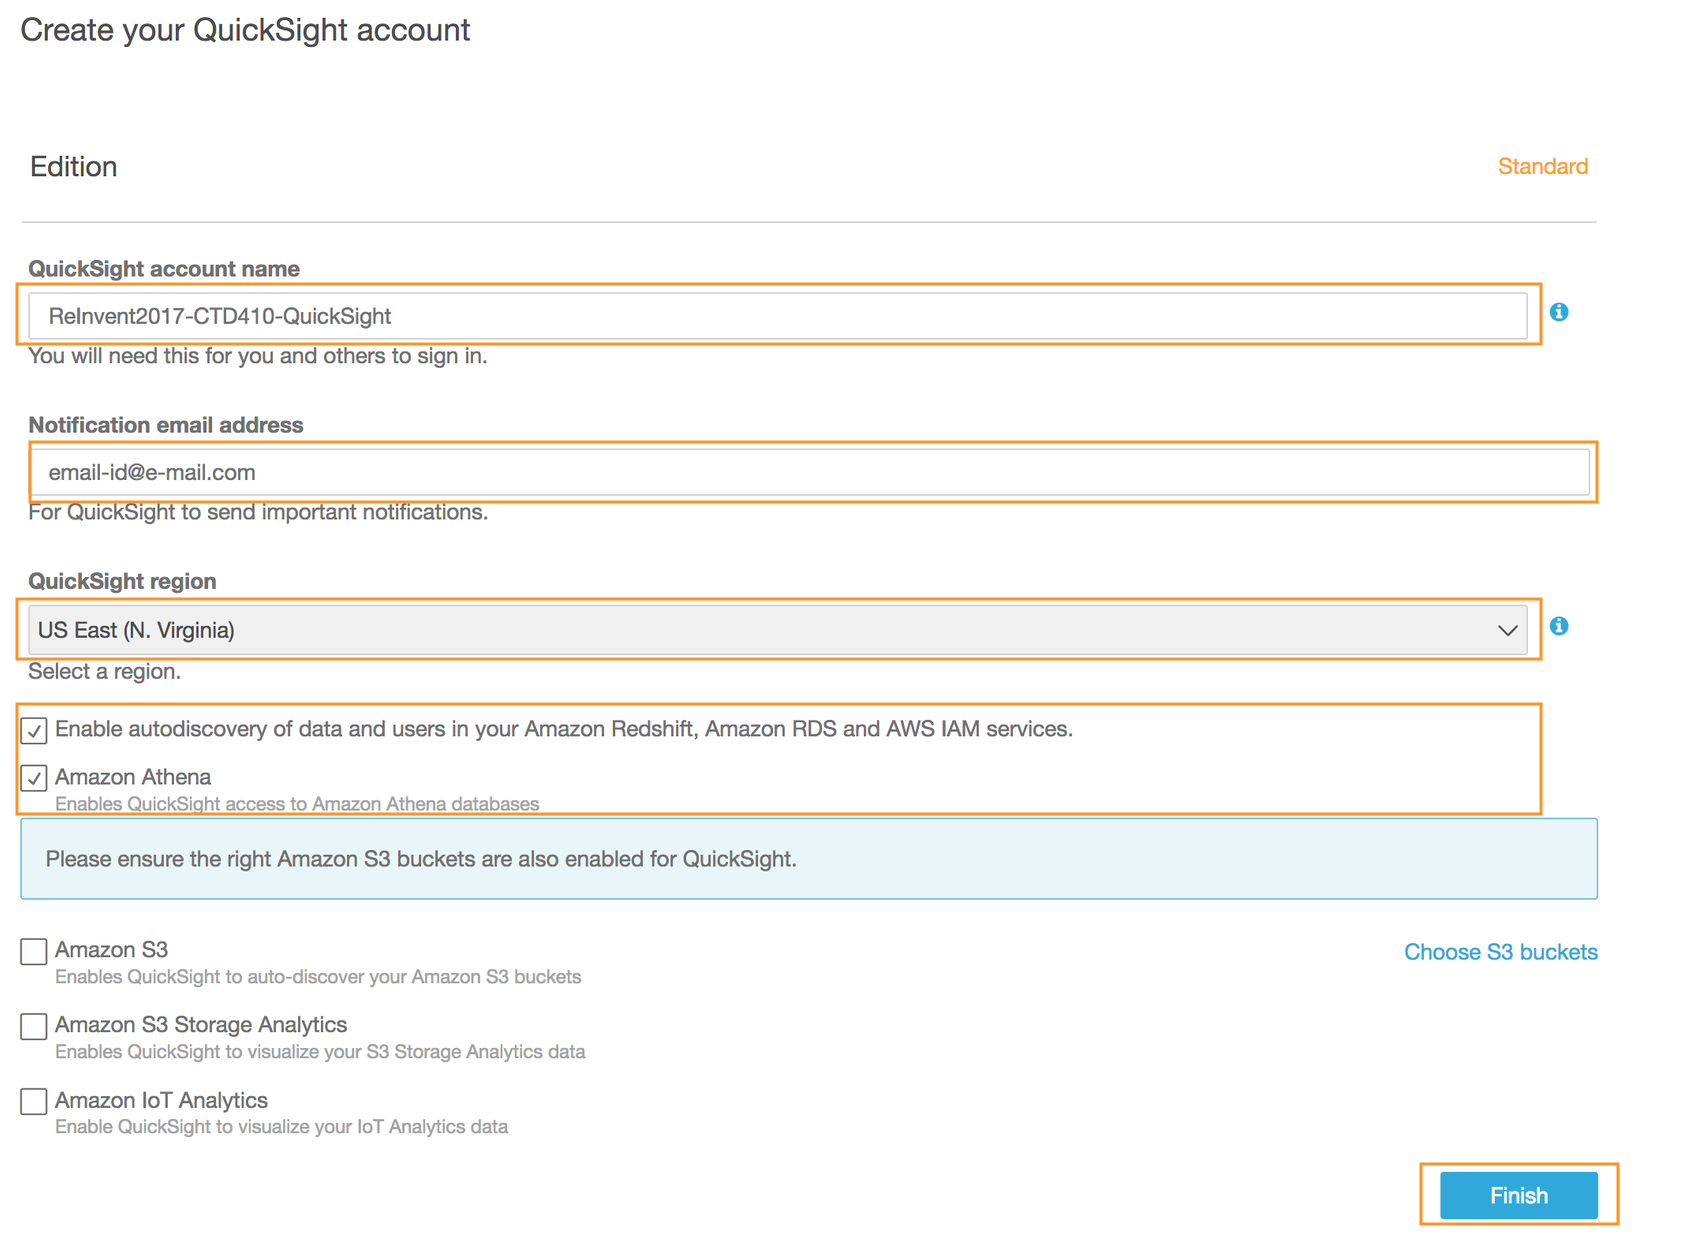 Create your QuickSight account
Edition
Standard
QuickSight account name
ReInvent2017-CTD410-QuickSight
You will need this for you and others to sign in.
Notification email address
email-id@e-mail.com
For QuickSight to send important notifications.
QuickSight region
US East (N. Virginia)
Select a region.
Enable autodiscovery of data and users in your Amazon Redshift, Amazon RDS and AWS IAM services.
Amazon Athena
Enables QuickSight access to Amazon Athena databases
Please ensure the right Amazon S3 buckets are also enabled for QuickSight.
Amazon S3
Choose S3 buckets
Enables QuickSight to auto-discover your Amazon S3 buckets
Amazon S3 Storage Analytics
Enables QuickSight to visualize your S3 Storage Analytics data
Amazon IoT Analytics
Enable QuickSight to visualize your IoT Analytics data
Finish